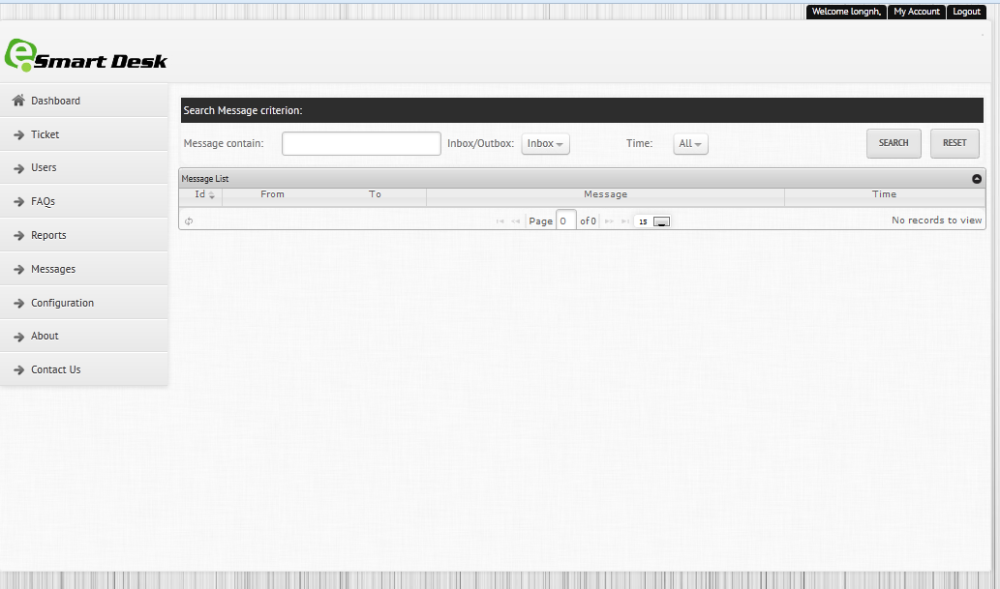 Welcome longnh, My Account Logout
eSmart Desk
Dashboard
Ticket
Users
FAQs
Reports
Messages
Configuration
About
Contact Us
Search Message criterion:
Message contain: Inbox/Outbox: Inbox Time: All SEARCH RESET
Message List
Id From To Message Time
Page 0 of 0 15 No records to view